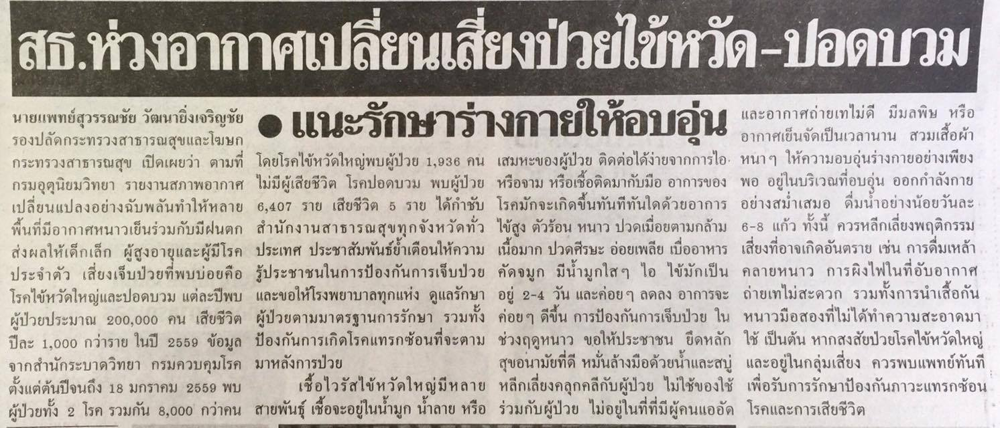 สธ.ห่วงอากาศเปลี่ยนเสี่ยงป่วยไข้หวัด-ปอดบวม
● แนะรักษาร่างกายให้อบอุ่น
นายแพทย์สุวรรณชัย วัฒนายิ่งเจริญชัย
รองปลัดกระทรวงสาธารณสุขและโฆษก
กระทรวงสาธารณสุข เปิดเผยว่า ตามที่
กรมอุตุนิยมวิทยา รายงานสภาพอากาศ
เปลี่ยนแปลงอย่างฉับพลันทำให้หลาย
พื้นที่มีอากาศหนาวเย็นร่วมกับมีฝนตก
ส่งผลให้เด็กเล็ก ผู้สูงอายุและผู้มีโรค
ประจำตัว เสี่ยงเจ็บป่วยที่พบบ่อยคือ
โรคไข้หวัดใหญ่และปอดบวม แต่ละปีพบ
ผู้ป่วยประมาณ 200,000 คน เสียชีวิต
ปีละ 1,000 กว่าราย ในปี 2559 ข้อมูล
จากสำนักระบาดวิทยา กรมควบคุมโรค
ตั้งแต่ต้นปีจนถึง 18 มกราคม 2559 พบ
ผู้ป่วยทั้ง 2 โรค รวมกัน 8,000 กว่าคน
โดยโรคไข้หวัดใหญ่พบผู้ป่วย 1,936 คน
ไม่มีผู้เสียชีวิต โรคปอดบวม พบผู้ป่วย
6,407 ราย เสียชีวิต 5 ราย ได้กำชับ
สำนักงานสาธารณสุขทุกจังหวัดทั่ว
ประเทศ ประชาสัมพันธ์ย้ำเตือนให้ความ
รู้ประชาชนในการป้องกันการเจ็บป่วย
และขอให้โรงพยาบาลทุกแห่ง ดูแลรักษา
ผู้ป่วยตามมาตรฐานการรักษา รวมทั้ง
ป้องกันการเกิดโรคแทรกซ้อนที่จะตาม
มาหลังการป่วย
เชื้อไวรัสไข้หวัดใหญ่มีหลาย
สายพันธุ์ เชื้อจะอยู่ในน้ำมูก น้ำลาย หรือ
เสมหะของผู้ป่วย ติดต่อได้ง่ายจากการไอ
หรือจาม หรือเชื้อติดมากับมือ อาการของ
โรคมักจะเกิดขึ้นทันทีทันใดด้วยอาการ
ไข้สูง ตัวร้อน หนาว ปวดเมื่อยตามกล้าม
เนื้อมาก ปวดศีรษะ อ่อยเพลีย เบื่ออาหาร
คัดจมูก มีน้ำมูกใสๆ ไอ ไข้มักเป็น
อยู่ 2-4 วัน และค่อยๆ ลดลง อาการจะ
ค่อยๆ ดีขึ้น การป้องกันการเจ็บป่วย ใน
ช่วงฤดูหนาว ขอให้ประชาชน ยึดหลัก
สุขอนามัยที่ดี หมั่นล้างมือด้วยน้ำและสบู่
หลีกเลี่ยงคลุกคลีกับผู้ป่วย ไม่ใช้ของใช้
ร่วมกับผู้ป่วย ไม่อยู่ในที่ที่มีผู้คนแออัด
และอากาศถ่ายเทไม่ดี มีมลพิษ หรือ
อากาศเย็นจัดเป็นเวลานาน สวมเสื้อผ้า
หนาๆ ให้ความอบอุ่นร่างกายอย่างเพียง
พอ อยู่ในบริเวณที่อบอุ่น ออกกำลังกาย
อย่างสม่ำเสมอ ดื่มน้ำอย่างน้อยวันละ
6-8 แก้ว ทั้งนี้ ควรหลีกเลี่ยงพฤติกรรม
เสี่ยงที่อาจเกิดอันตราย เช่น การดื่มเหล้า
คลายหนาว การผิงไฟในที่อับอากาศ
ถ่ายเทไม่สะดวก รวมทั้งการนำเสื้อกัน
หนาวมือสองที่ไม่ได้ทำความสะอาดมา
ใช้ เป็นต้น หากสงสัยป่วยโรคไข้หวัดใหญ่
และอยู่ในกลุ่มเสี่ยง ควรพบแพทย์ทันที
เพื่อรับการรักษาป้องกันภาวะแทรกซ้อน
โรคและการเสียชีวิต